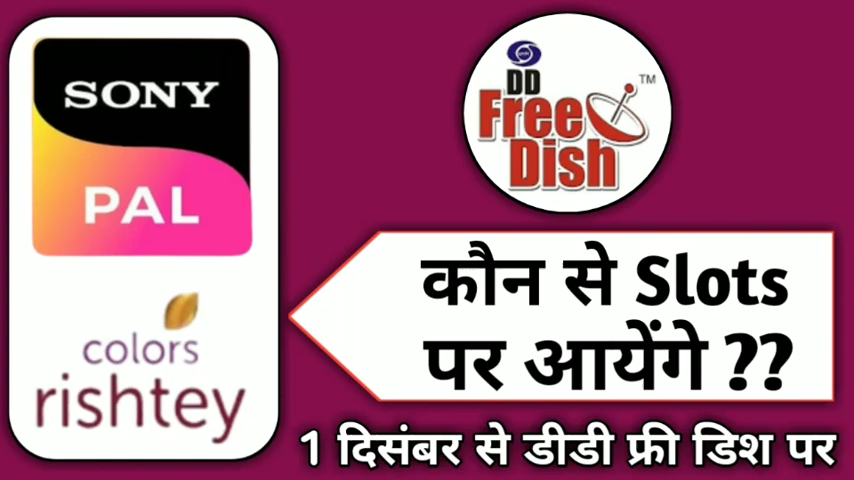 SONY
PAL
colors
rishtey
DD
Free
Dish
TM
कौन से Slots
पर आयेंगे ??
1 दिसंबर से डीडी फ्री डिश पर